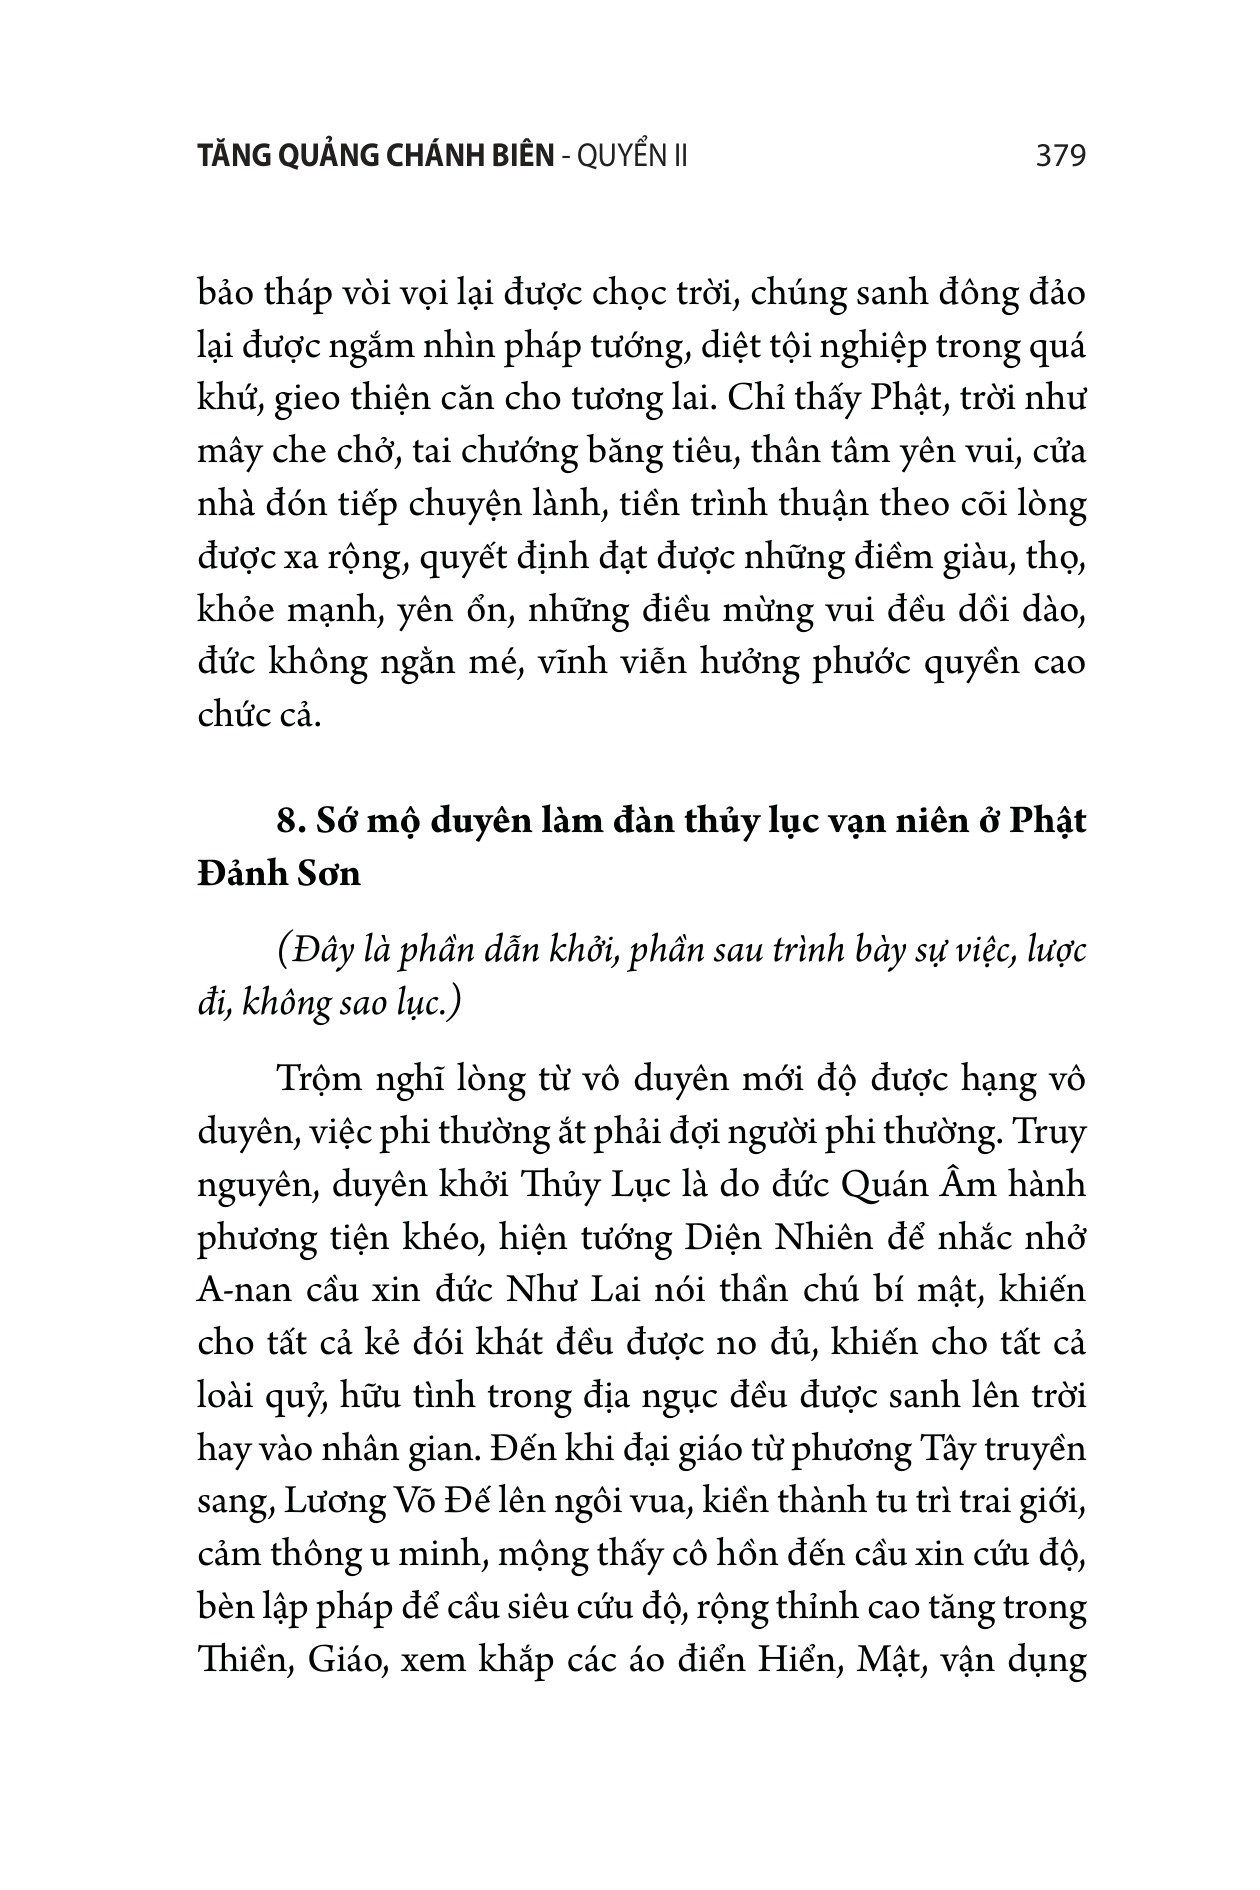 TĂNG QUẢNG CHÁNH BIÊN - QUYỂN II 379
bảo tháp vòi vọi lại được chọc trời, chúng sanh đông đảo
lại được ngắm nhìn pháp tướng, diệt tội nghiệp trong quá
khứ, gieo thiện căn cho tương lai. Chỉ thấy Phật, trời như
mây che chở, tai chướng băng tiêu, thân tâm yên vui, cửa
nhà đón tiếp chuyện lành, tiền trình thuận theo cõi lòng
được xa rộng, quyết định đạt được những điềm giàu, thọ,
khỏe mạnh, yên ổn, những điều mừng vui đều dồi dào,
đức không ngằn mé, vĩnh viễn hưởng phước quyền cao
chức cả.
8. Sớ mộ duyên làm đàn thủy lục vạn niên ở Phật
Đảnh Sơn
(Đây là phần dẫn khởi, phần sau trình bày sự việc, lược
đi, không sao lục.)
Trộm nghĩ lòng từ vô duyên mới độ được hạng vô
duyên, việc phi thường ắt phải đợi người phi thường. Truy
nguyên, duyên khởi Thủy Lục là do đức Quán Âm hành
phương tiện khéo, hiện tướng Diện Nhiên để nhắc nhở
A-nan cầu xin đức Như Lai nói thần chú bí mật, khiến
cho tất cả kẻ đói khát đều được no đủ, khiến cho tất cả
loài quỷ, hữu tình trong địa ngục đều được sanh lên trời
hay vào nhân gian. Đến khi đại giáo từ phương Tây truyền
sang, Lương Võ Đế lên ngôi vua, kiền thành tu trì trai giới,
cảm thông u minh, mộng thấy cô hồn đến cầu xin cứu độ,
bèn lập pháp để cầu siêu cứu độ, rộng thỉnh cao tăng trong
Thiền, Giáo, xem khắp các áo điển Hiển, Mật, vận dụng